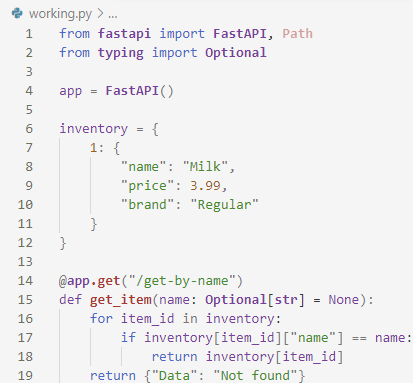 working.py > ...
1 from fastapi import FastAPI, Path
2 from typing import Optional
3
4 app = FastAPI()
5
6 inventory = {
7     1: {
8         "name": "Milk",
9         "price": 3.99,
10         "brand": "Regular"
11     }
12 }
13
14 @app.get("/get-by-name")
15 def get_item(name: Optional[str] = None):
16     for item_id in inventory:
17         if inventory[item_id]["name"] == name:
18             return inventory[item_id]
19     return {"Data": "Not found"}